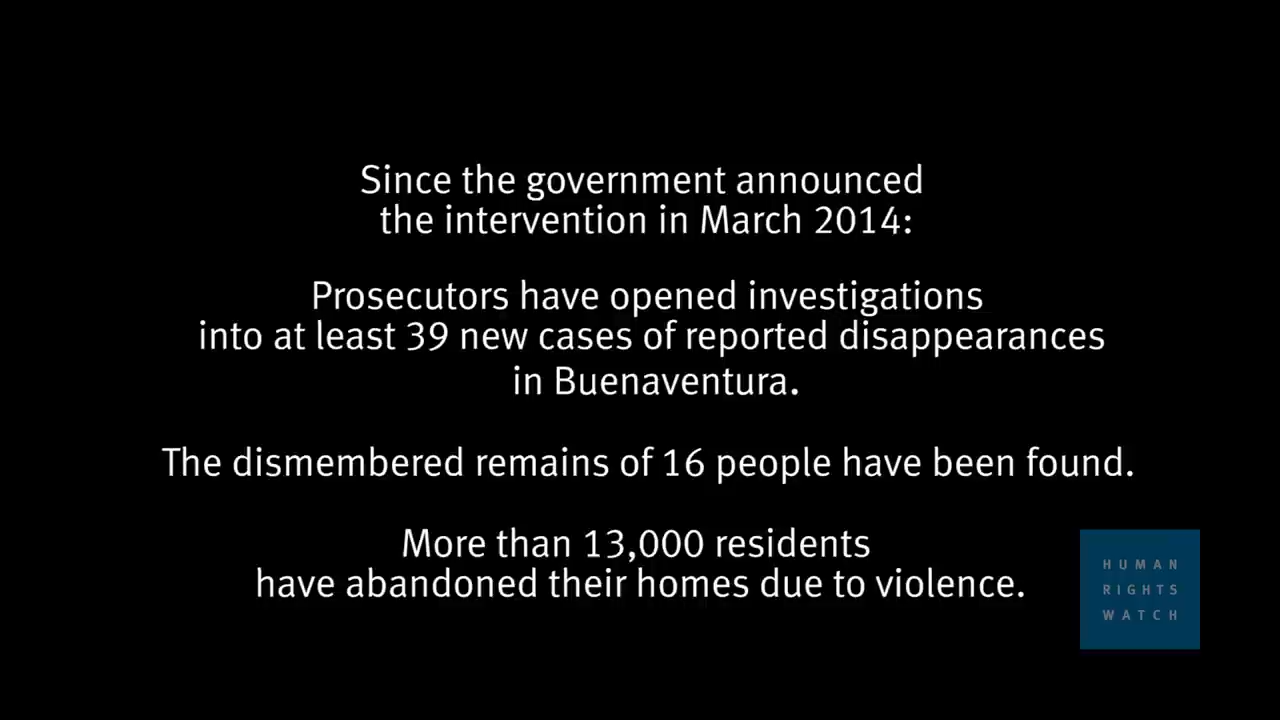 Since the government announced
the intervention in March 2014:
Prosecutors have opened investigations
into at least 39 new cases of reported disappearances
in Buenaventura.
The dismembered remains of 16 people have been found.
More than 13,000 residents
have abandoned their homes due to violence.
HUMAN
RIGHTS
WATCH